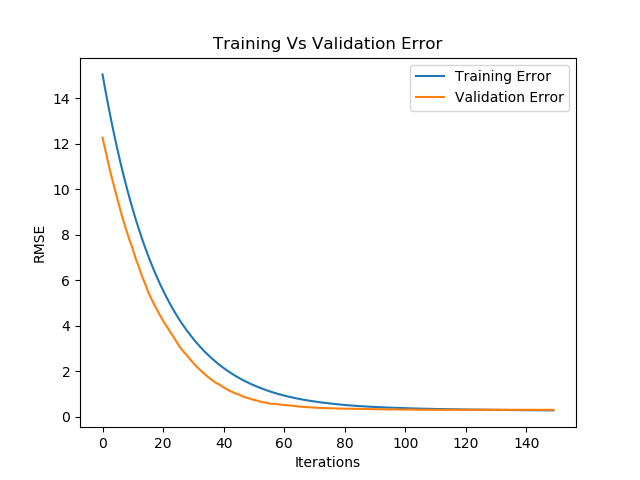 Training Vs Validation Error
Training Error
Validation Error
14
12
10
8
6
4
2
0
RMSE
0 20 40 60 80 100 120 140
Iterations